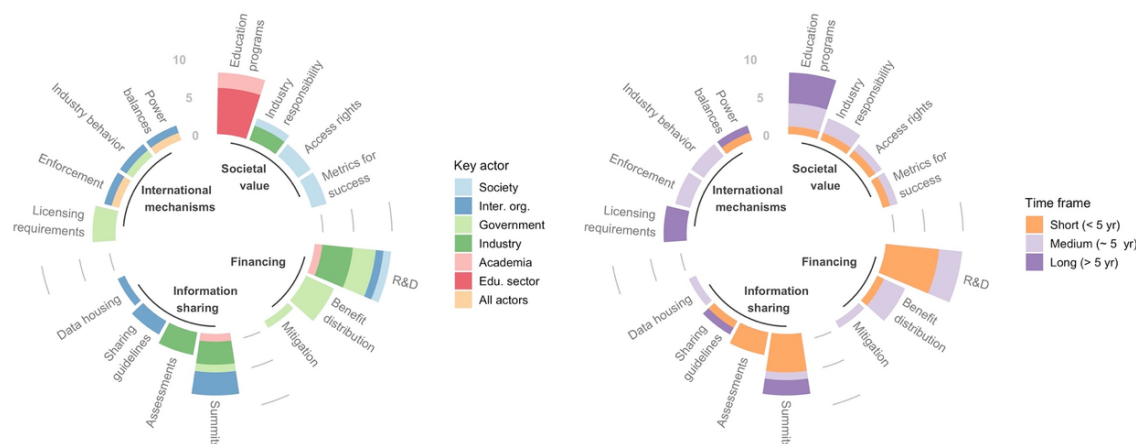 10
5
0
Education
programs
Industry
responsibility
Access rights
Metrics for
success
Societal
value
Power
balances
Industry behavior
Enforcement
Licensing
requirements
International
mechanisms
Financing
R&D
Benefit
distribution
Mitigation
Information
sharing
Data housing
Sharing
guidelines
Assessments
Summits
Key actor
Society
Inter. org.
Government
Industry
Academia
Edu. sector
All actors
10
5
0
Education
programs
Industry
responsibility
Access rights
Metrics for
success
Societal
value
Power
balances
Industry behavior
Enforcement
Licensing
requirements
International
mechanisms
Financing
R&D
Benefit
distribution
Mitigation
Information
sharing
Data housing
Sharing
guidelines
Assessments
Summits
Time frame
Short (< 5 yr)
Medium (~ 5 yr)
Long (> 5 yr)